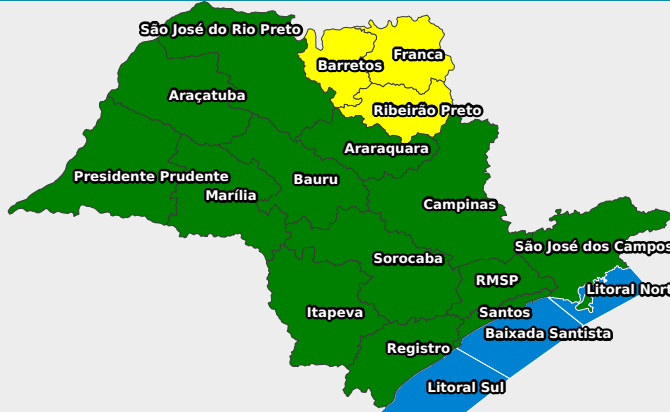 São José do Rio Preto
Franca
Barretos
Araçatuba
Ribeirão Preto
Araraquara
Presidente Prudente
Bauru
Marília
Campinas
São José dos Campos
Sorocaba
RMSP
Litoral Nort
Itapeva
Santos
Baixada Santista
Registro
Litoral Sul